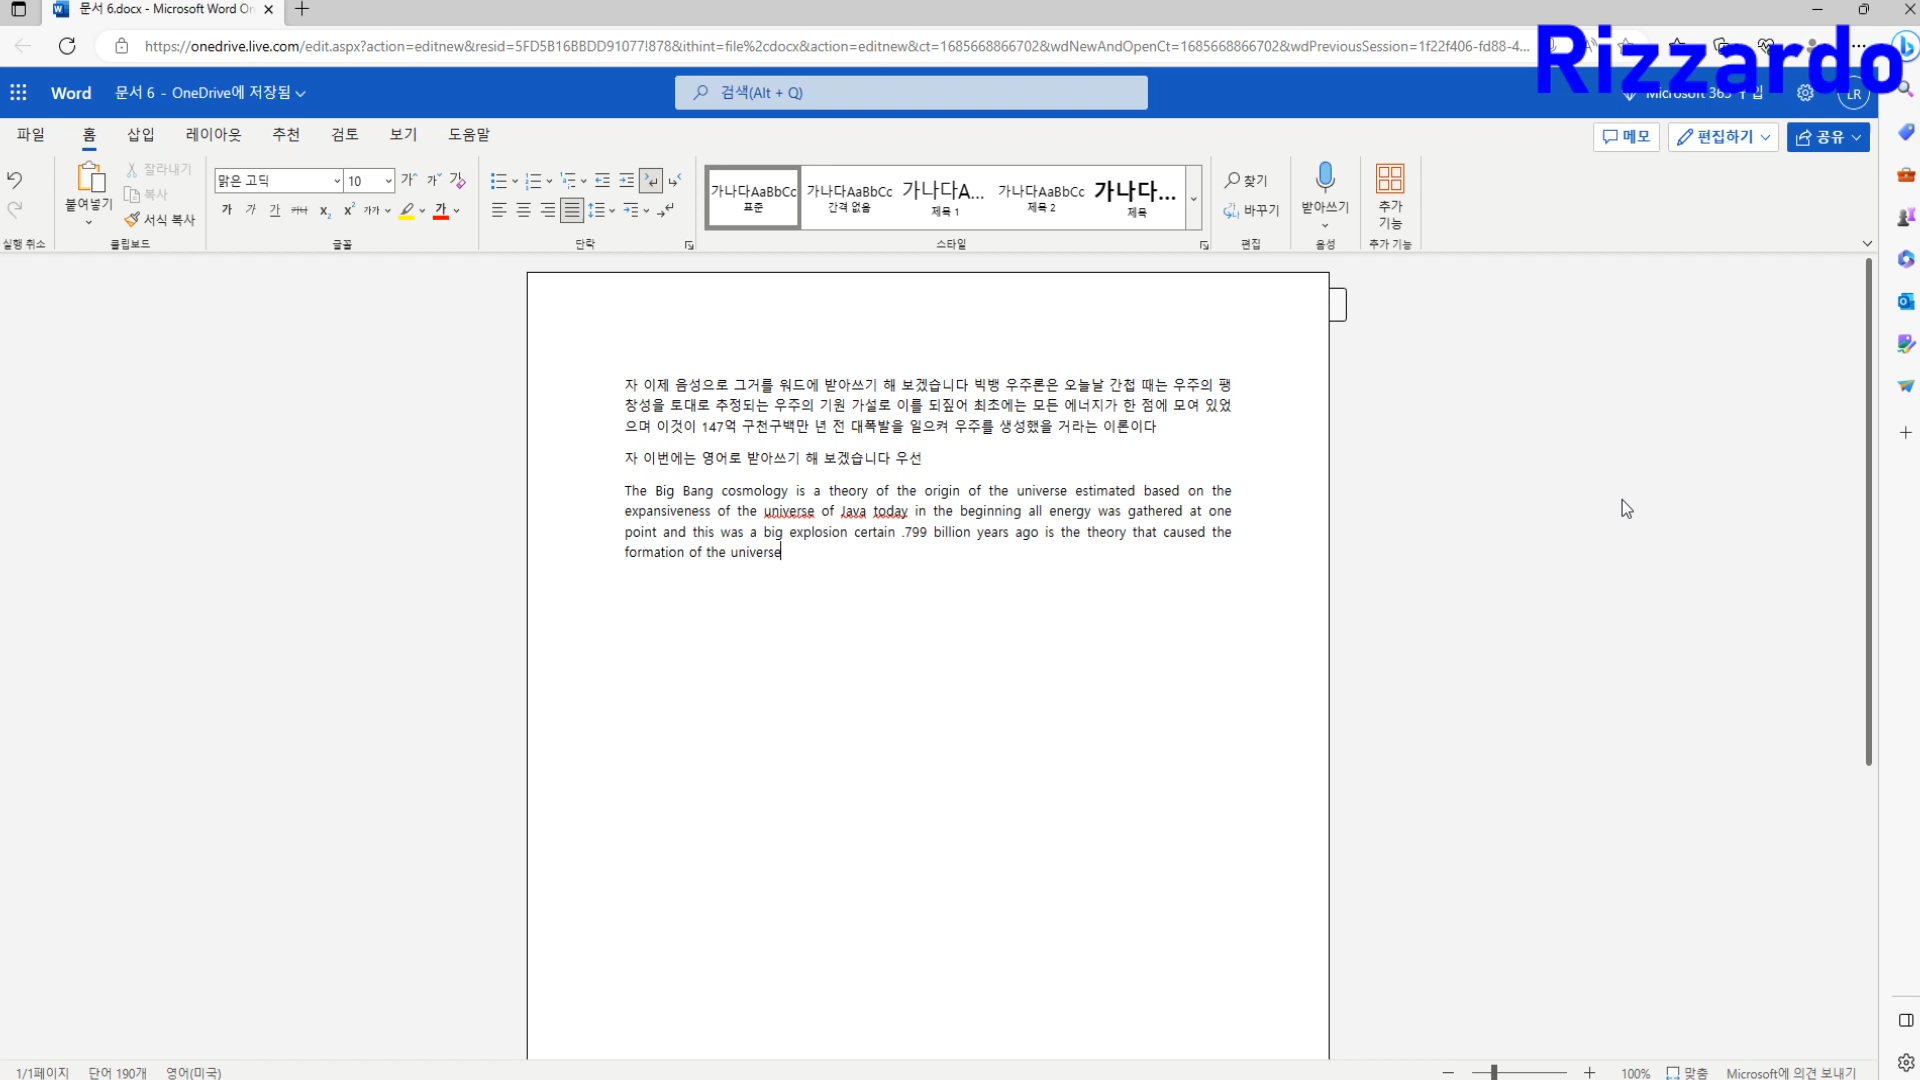 문서 6.docx - Microsoft Word On
https://onedrive.live.com/edit.aspx?action=editnew&resid=5FD5B16BBDD91077!878&ithint=file%2cdocx&action=editnew&ct=1685668866702&wdNewAndOpenCt=1685668866702&wdPreviousSession=1f22f406-fd88-4...
Rizzardo
Word 문서 6 - OneDrive에 저장됨
검색(Alt + Q)
Microsoft 365
LR
파일 홈 삽입 레이아웃 추천 검토 보기 도움말
메모 편집하기 공유
붙여넣기 잘라내기
복사
서식 복사
맑은 고딕 10
가나다AaBbCc 가나다AaBbCc 가나다A... 가나다AaBbCc 가나다...
표준 간격 없음 제목 1 제목 2 제목
찾기
바꾸기
받아쓰기
추가
기능
실행 취소 클립보드 글꼴 단락 스타일 편집 음성 추가 기능
자 이제 음성으로 그거를 워드에 받아쓰기 해 보겠습니다 빅뱅 우주론은 오늘날 간첩 때는 우주의 팽
창성을 토대로 추정되는 우주의 기원 가설로 이를 되짚어 최초에는 모든 에너지가 한 점에 모여 있었
으며 이것이 147억 구천구백만 년 전 대폭발을 일으켜 우주를 생성했을 거라는 이론이다
자 이번에는 영어로 받아쓰기 해 보겠습니다 우선
The Big Bang cosmology is a theory of the origin of the universe estimated based on the
expansiveness of the universe of Java today in the beginning all energy was gathered at one
point and this was a big explosion certain .799 billion years ago is the theory that caused the
formation of the universe
1/1페이지 단어 190개 영어(미국)
100% 맞춤 Microsoft에 의견 보내기